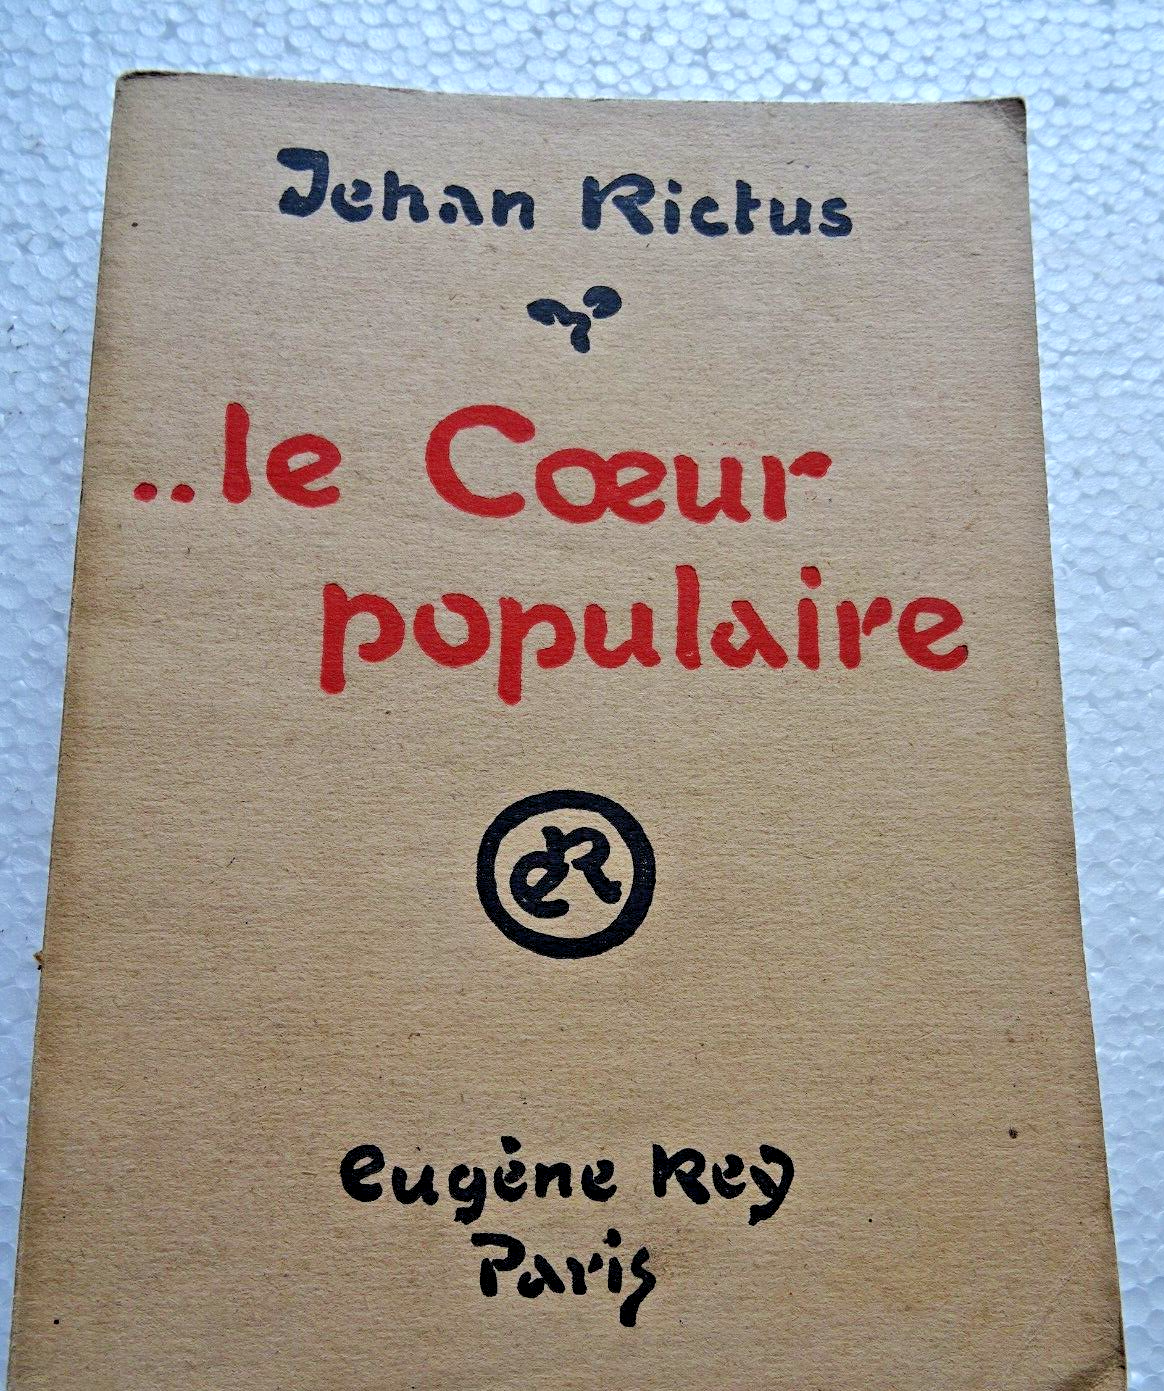 Jehan Rictus
..le Cœur
populaire
eR
eugène Rey
Paris